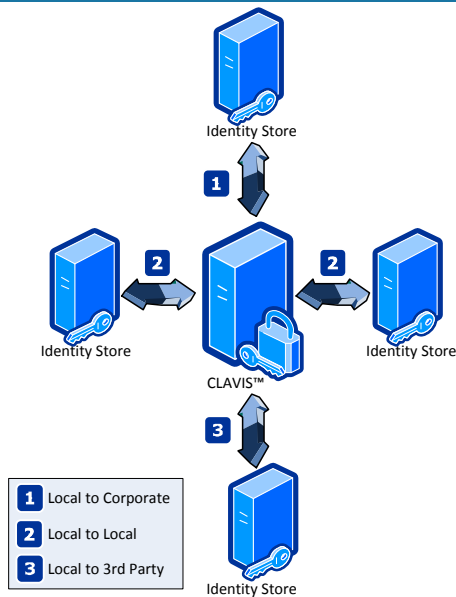 Identity Store
1
2
2
Identity Store
Identity Store
CLAVIS™
3
1 Local to Corporate
2 Local to Local
3 Local to 3rd Party
Identity Store